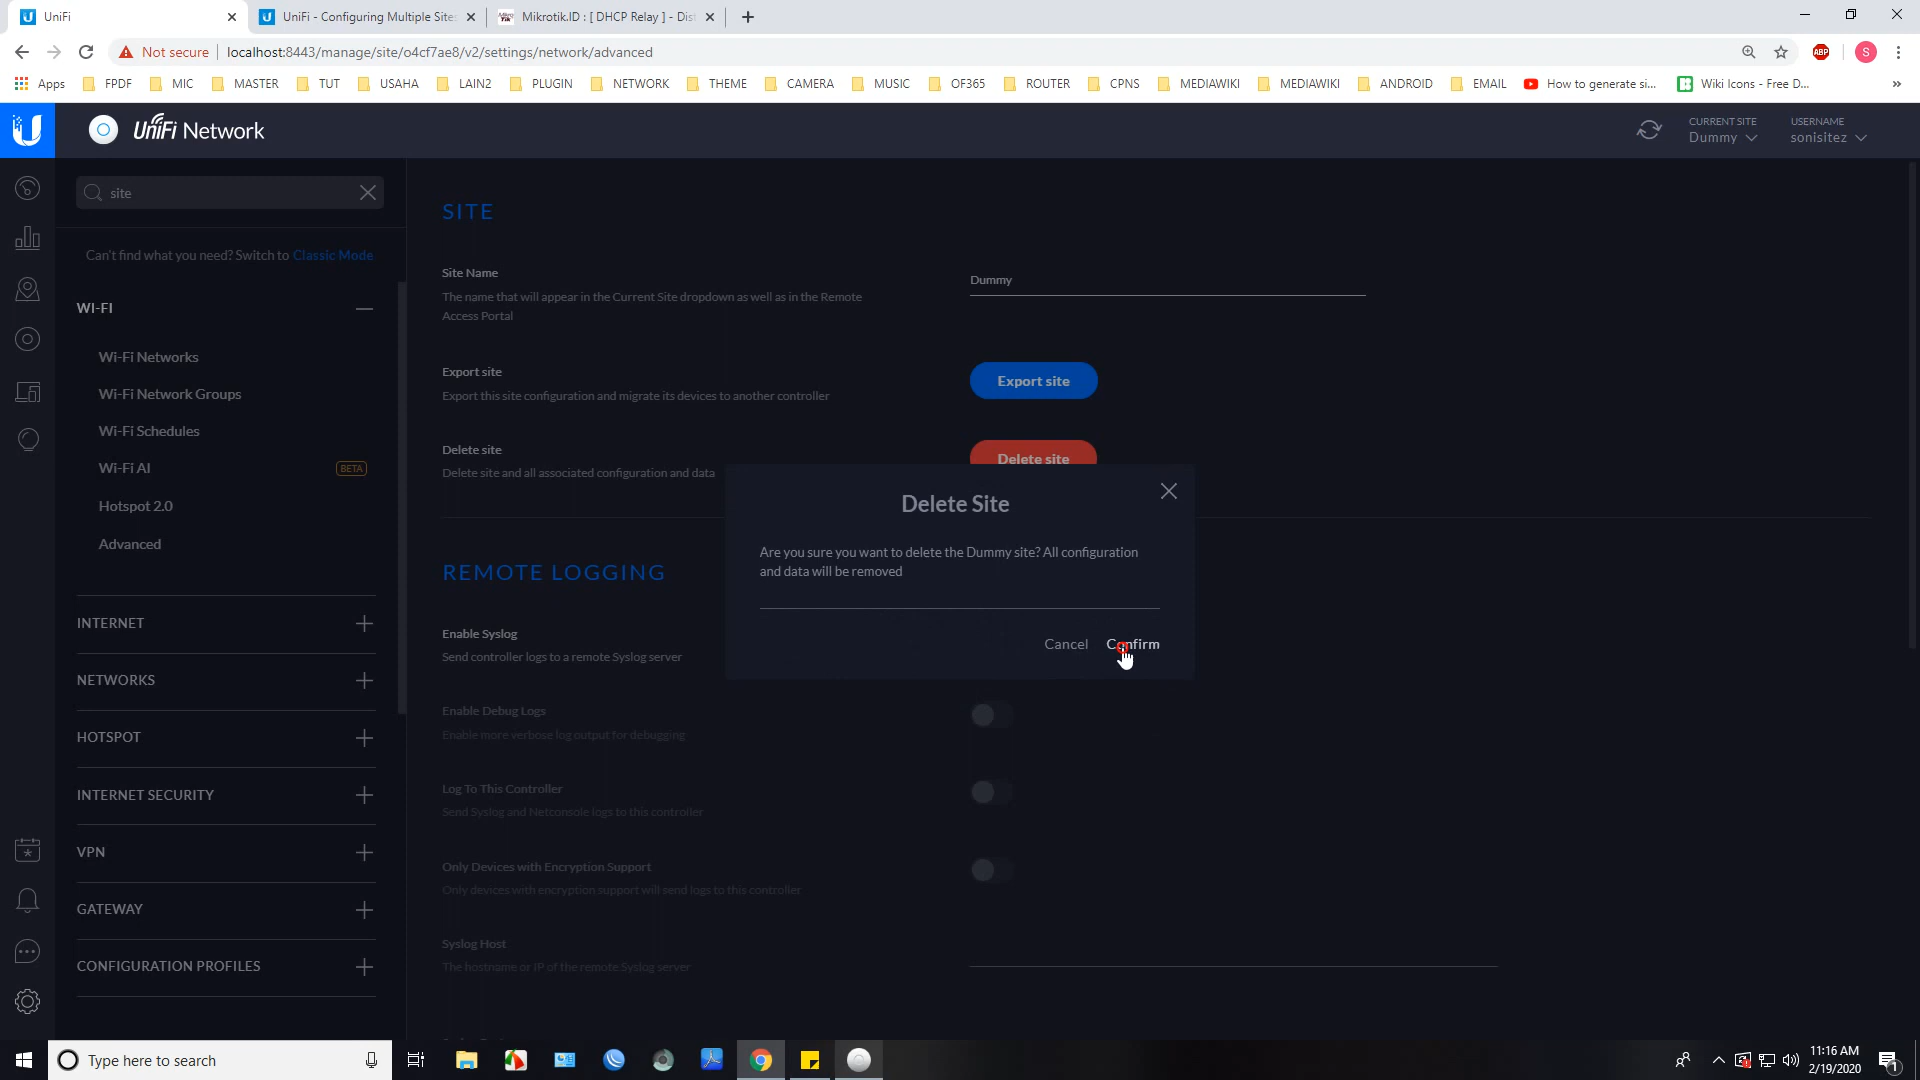 UniFi
UniFi - Configuring Multiple Sites
Mikrotik.ID : [ DHCP Relay ] - Dis
Not secure
localhost:8443/manage/site/o4cf7ae8/v2/settings/network/advanced
ABP
S
Apps
FPDF
MIC
MASTER
TUT
USAHA
LAIN2
PLUGIN
NETWORK
THEME
CAMERA
MUSIC
OF365
ROUTER
CPNS
MEDIAWIKI
MEDIAWIKI
ANDROID
EMAIL
How to generate si...
Wiki Icons - Free D...
»
UniFi Network
CURRENT SITE
Dummy
USERNAME
sonisitez
site
Can't find what you need? Switch to Classic Mode
WI-FI
Wi-Fi Networks
Wi-Fi Network Groups
Wi-Fi Schedules
Wi-Fi AI
BETA
Hotspot 2.0
Advanced
INTERNET
NETWORKS
HOTSPOT
INTERNET SECURITY
VPN
GATEWAY
CONFIGURATION PROFILES
SITE
Site Name
The name that will appear in the Current Site dropdown as well as in the Remote
Access Portal
Dummy
Export site
Export this site configuration and migrate its devices to another controller
Export site
Delete site
Delete site and all associated configuration and data
Delete site
REMOTE LOGGING
Enable Syslog
Send controller logs to a remote Syslog server
Enable Debug Logs
Enable more verbose log output for debugging
Log To This Controller
Send Syslog and Netconsole logs to this controller
Only Devices with Encryption Support
Only devices with encryption support will send logs to this controller
Syslog Host
The hostname or IP of the remote Syslog server
Delete Site
Are you sure you want to delete the Dummy site? All configuration
and data will be removed
Cancel
Confirm
Type here to search
11:16 AM
2/19/2020
1